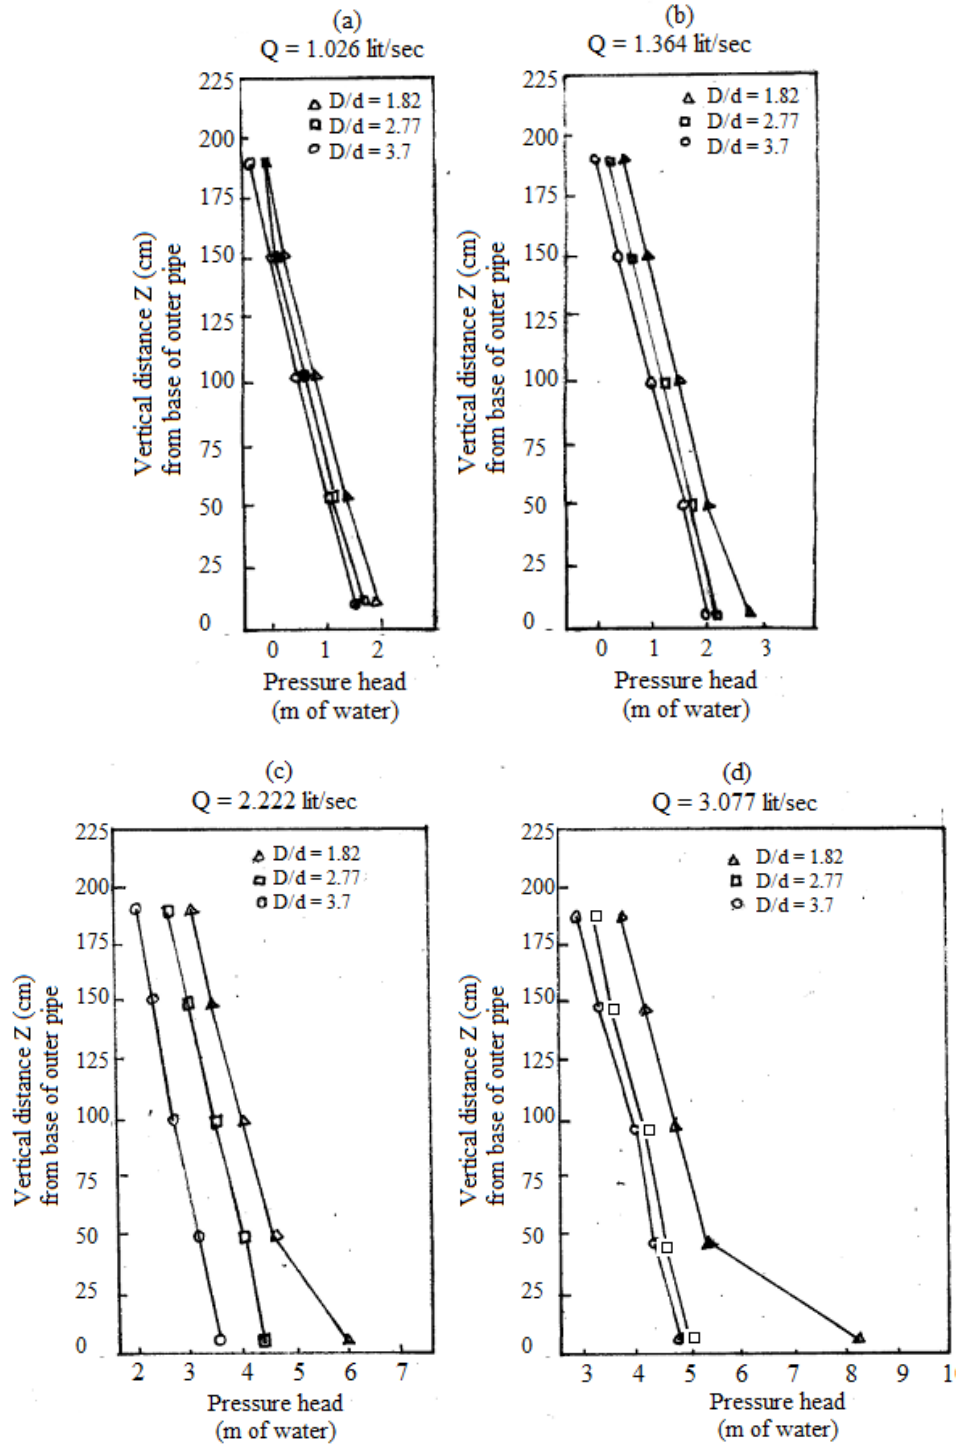 (a)
Q = 1.026 lit/sec
225
200
175
150
125
100
75
50
25
0
D/d = 1.82
D/d = 2.77
D/d = 3.7
Vertical distance Z (cm)
from base of outer pipe
0 1 2
Pressure head
(m of water)
(b)
Q = 1.364 lit/sec
225
200
175
150
125
100
75
50
25
0
D/d = 1.82
D/d = 2.77
D/d = 3.7
Vertical distance Z (cm)
from base of outer pipe
0 1 2 3
Pressure head
(m of water)
(c)
Q = 2.222 lit/sec
225
200
175
150
125
100
75
50
25
0
D/d = 1.82
D/d = 2.77
D/d = 3.7
Vertical distance Z (cm)
from base of outer pipe
2 3 4 5 6 7
Pressure head
(m of water)
(d)
Q = 3.077 lit/sec
225
200
175
150
125
100
75
50
25
0
D/d = 1.82
D/d = 2.77
D/d = 3.7
Vertical distance Z (cm)
from base of outer pipe
3 4 5 6 7 8 9
Pressure head
(m of water)